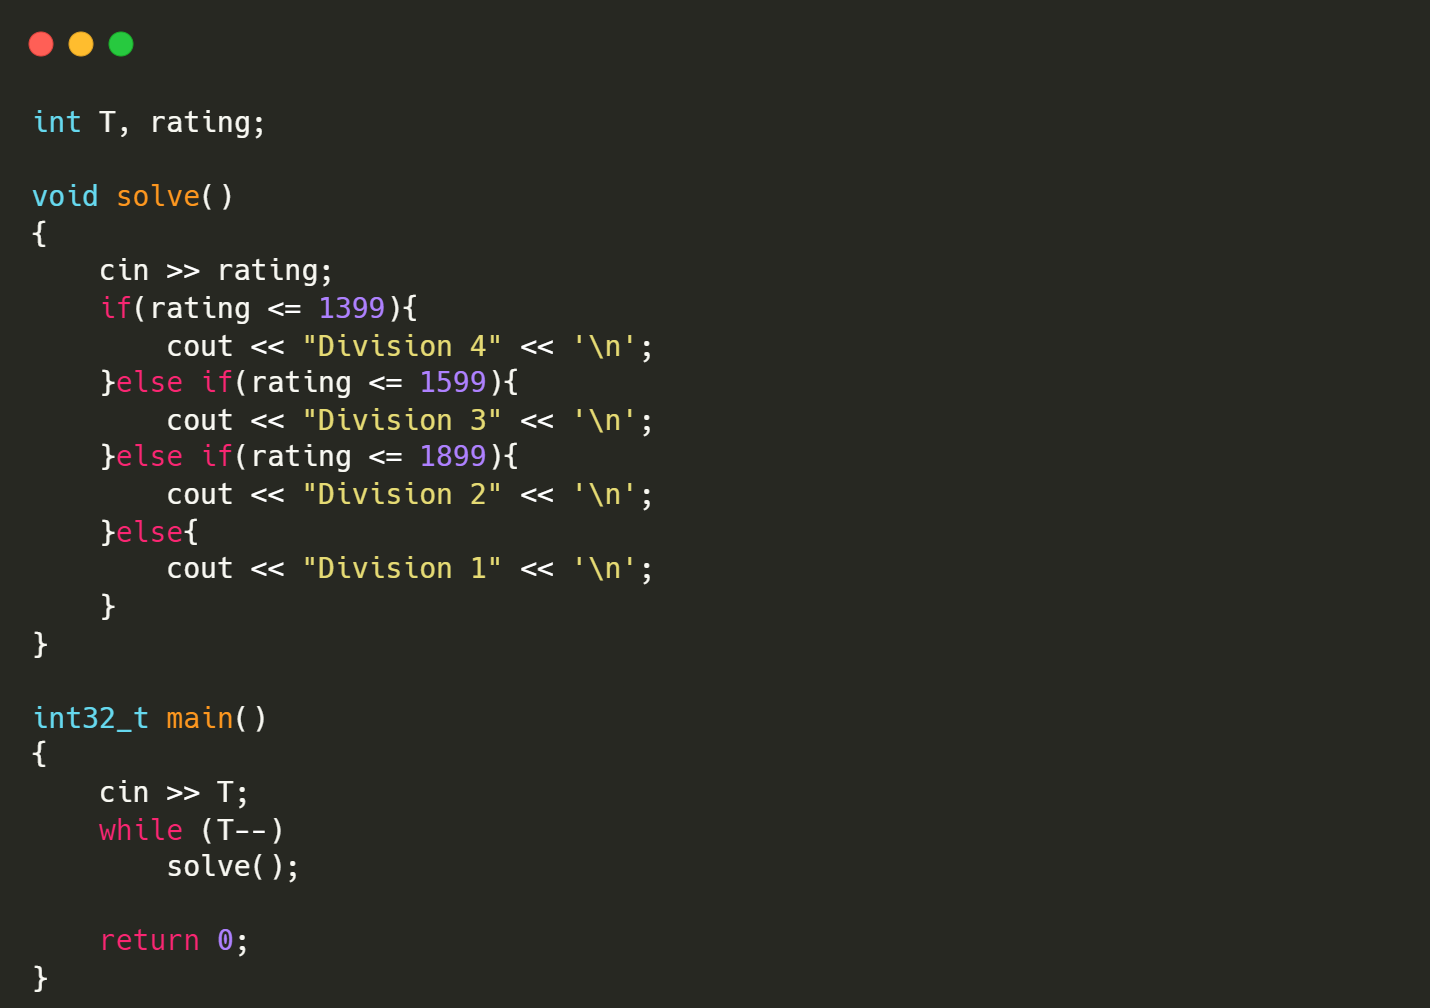 int T, rating;

void solve()
{
    cin >> rating;
    if(rating <= 1399){
        cout << "Division 4" << '\n';
    }else if(rating <= 1599){
        cout << "Division 3" << '\n';
    }else if(rating <= 1899){
        cout << "Division 2" << '\n';
    }else{
        cout << "Division 1" << '\n';
    }
}

int32_t main()
{
    cin >> T;
    while (T--)
        solve();

    return 0;
}